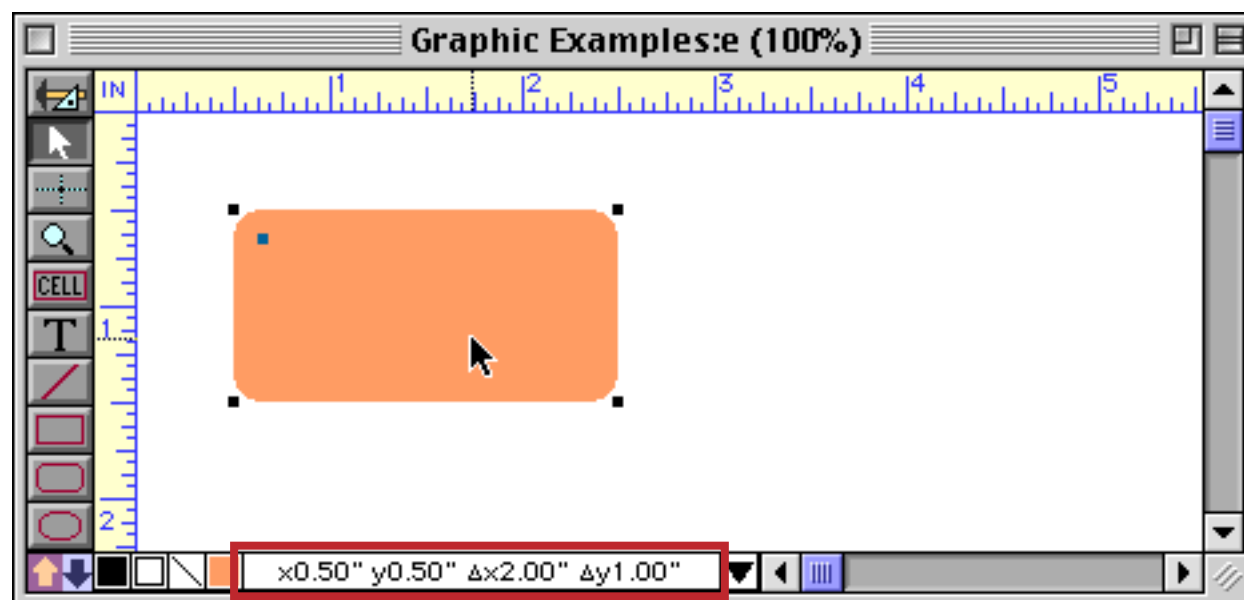 Graphic Examples:e (100%)
IN 1 2 3 4 5
CELL
T
1
2
x0.50" y0.50" Δx2.00" Δy1.00"